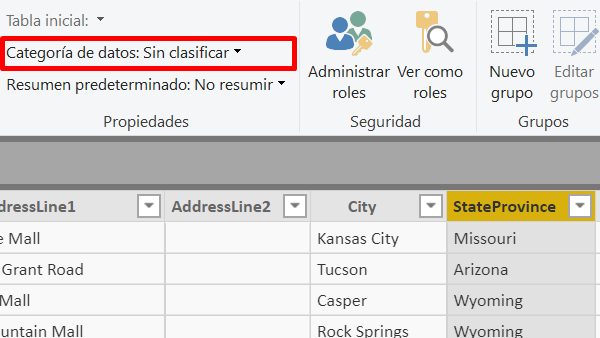 Tabla inicial:
Categoría de datos: Sin clasificar
Resumen predeterminado: No resumir
Propiedades
Administrar roles
Ver como roles
Seguridad
Nuevo grupo
Editar grupos
Grupos
dressLine1 AddressLine2 City StateProvince
e Mall Kansas City Missouri
Grant Road Tucson Arizona
Mall Casper Wyoming
ountain Mall Rock Springs Wyoming